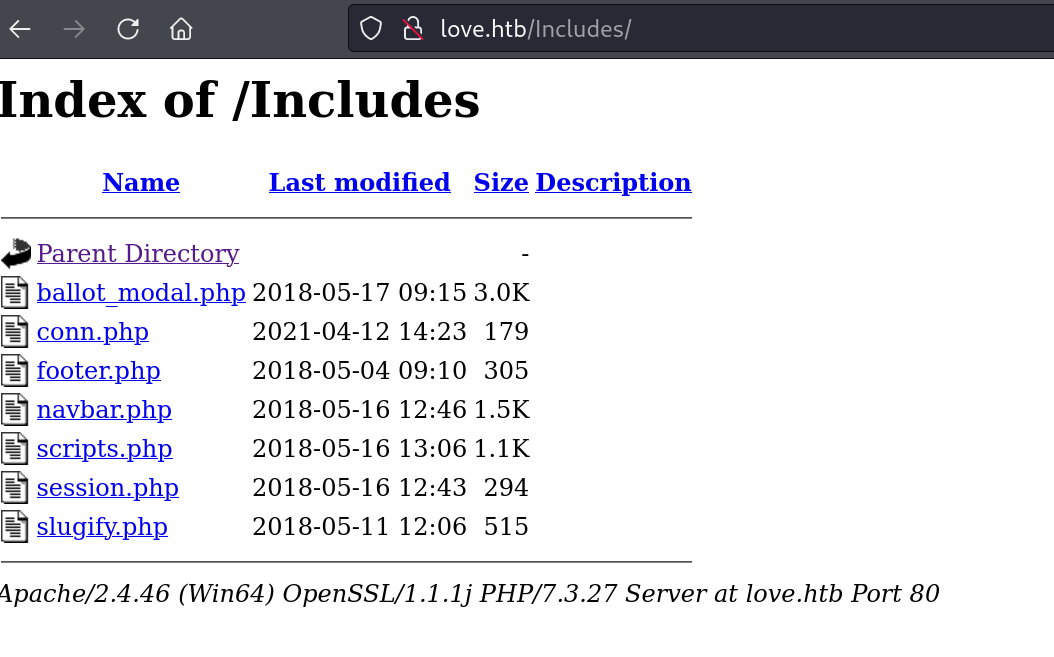 love.htb/Includes/
Index of /Includes
Name Last modified Size Description
Parent Directory -
ballot_modal.php 2018-05-17 09:15 3.0K
conn.php 2021-04-12 14:23 179
footer.php 2018-05-04 09:10 305
navbar.php 2018-05-16 12:46 1.5K
scripts.php 2018-05-16 13:06 1.1K
session.php 2018-05-16 12:43 294
slugify.php 2018-05-11 12:06 515
Apache/2.4.46 (Win64) OpenSSL/1.1.1j PHP/7.3.27 Server at love.htb Port 80